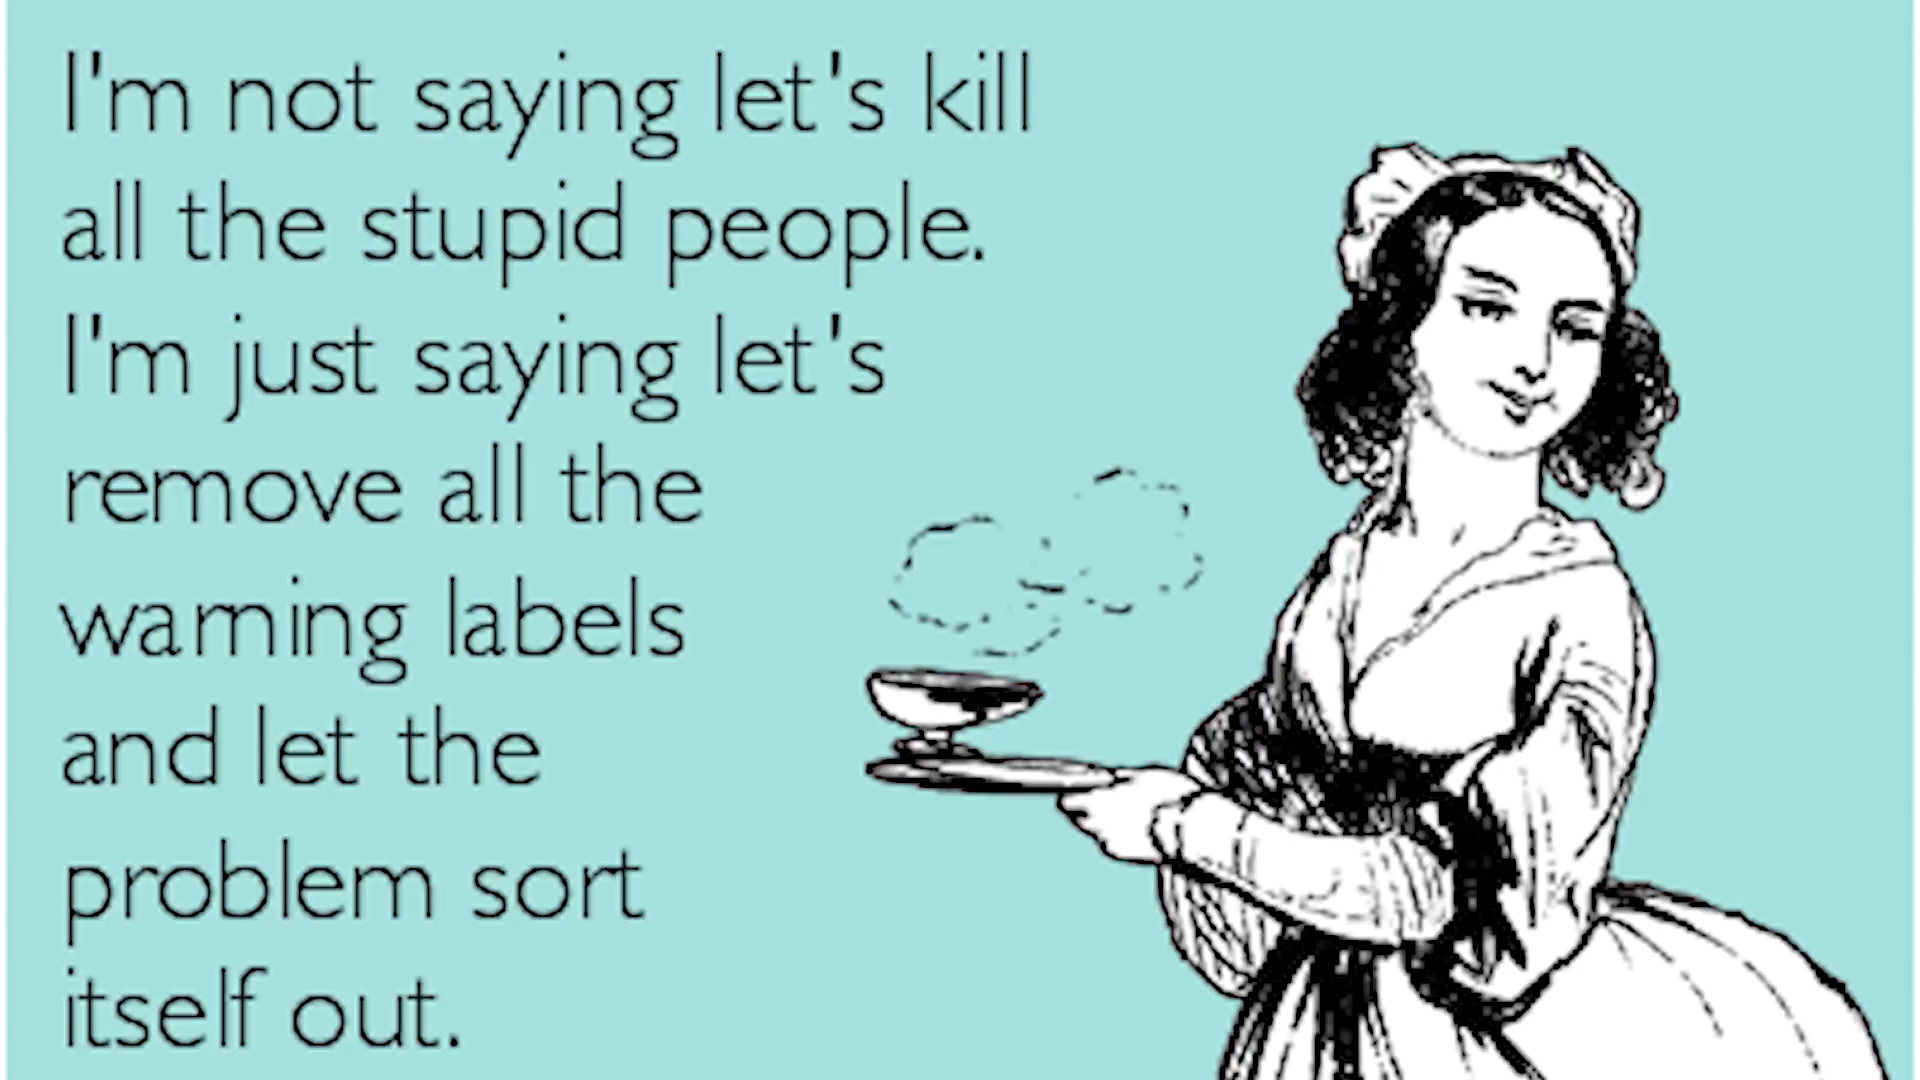 I'm not saying let's kill
all the stupid people.
I'm just saying let's
remove all the
warning labels
and let the
problem sort
itself out.